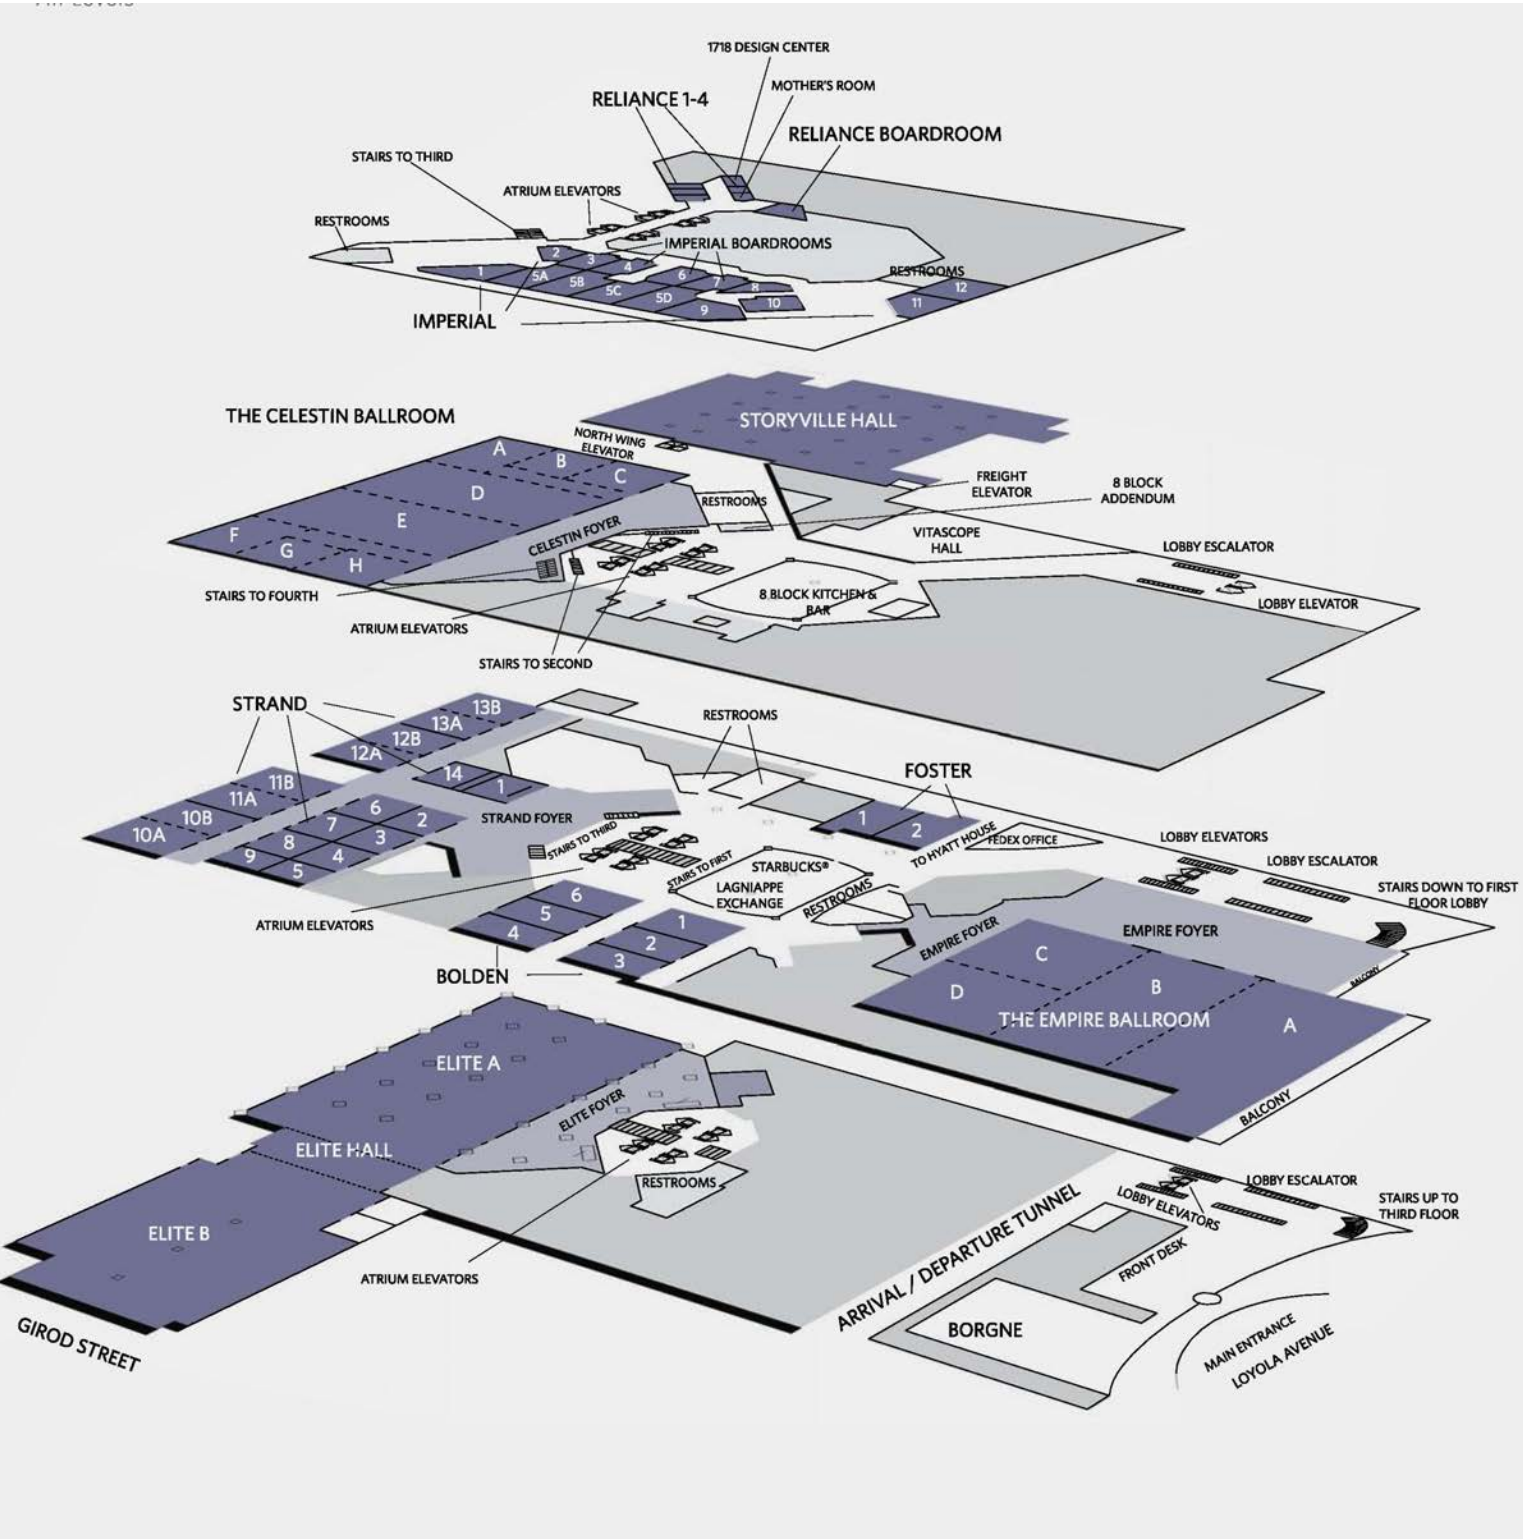 1718 DESIGN CENTER
MOTHER'S ROOM
RELIANCE 1-4
RELIANCE BOARDROOM
STAIRS TO THIRD
ATRIUM ELEVATORS
RESTROOMS
IMPERIAL BOARDROOMS
2
3
4
1
5A
5B
5C
5D
6
7
8
9
10
RESTROOMS
12
11
IMPERIAL
THE CELESTIN BALLROOM
STORYVILLE HALL
NORTH WING
ELEVATOR
A
B
C
D
E
F
G
H
CELESTIN FOYER
RESTROOMS
FREIGHT
ELEVATOR
8 BLOCK
ADDENDUM
VITASCOPE
HALL
LOBBY ESCALATOR
LOBBY ELEVATOR
8 BLOCK KITCHEN &
BAR
STAIRS TO FOURTH
ATRIUM ELEVATORS
STAIRS TO SECOND
STRAND
13B
13A
12B
12A
RESTROOMS
FOSTER
14
1
11B
11A
10B
10A
6
2
7
3
8
4
9
5
STRAND FOYER
STAIRS TO THIRD
STAIRS TO FIRST
1
2
TO HYATT HOUSE
FEDEX OFFICE
LOBBY ELEVATORS
LOBBY ESCALATOR
STAIRS DOWN TO FIRST
FLOOR LOBBY
STARBUCKS®
LAGNIAPPE
EXCHANGE
RESTROOMS
ATRIUM ELEVATORS
6
5
4
1
2
3
BOLDEN
EMPIRE FOYER
EMPIRE FOYER
BALCONY
C
D
B
A
THE EMPIRE BALLROOM
BALCONY
ELITE A
ELITE FOYER
ELITE HALL
RESTROOMS
ELITE B
ATRIUM ELEVATORS
GIROD STREET
ARRIVAL / DEPARTURE TUNNEL
LOBBY ELEVATORS
LOBBY ESCALATOR
STAIRS UP TO
THIRD FLOOR
FRONT DESK
BORGNE
MAIN ENTRANCE
LOYOLA AVENUE